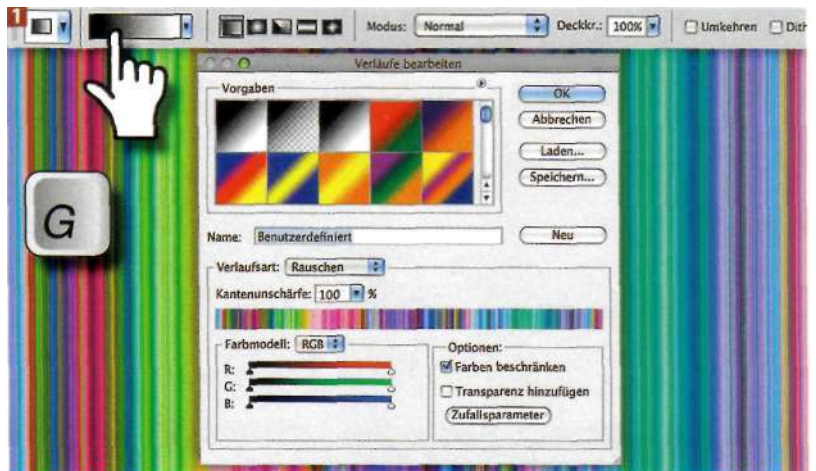 1
Modus: Normal Deckkr.: 100% Umkehren Dith
Verläufe bearbeiten
Vorgaben
OK
Abbrechen
Laden...
Speichern...
G
Name: Benutzerdefiniert Neu
Verlaufsart: Rauschen
Kantenunschärfe: 100 %
Farbmodell: RGB
R:
G:
B:
Optionen:
Farben beschränken
Transparenz hinzufügen
Zufallsparameter